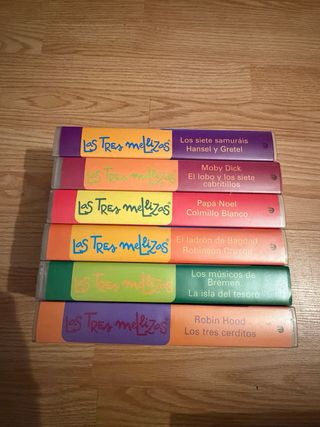 Las Tres mellizas
Los siete samuráis
Hansel y Gretel
Las Tres mellizas
Moby Dick
El lobo y los siete
cabritillos
Las Tres mellizas
Papá Noel
Colmillo Blanco
Las Tres mellizas
El ladrón de Bagdad
Robinson Crusoe
Las Tres mellizas
Los músicos de
Bremen
La isla del tesoro
Las Tres mellizas
Robin Hood
Los tres cerditos